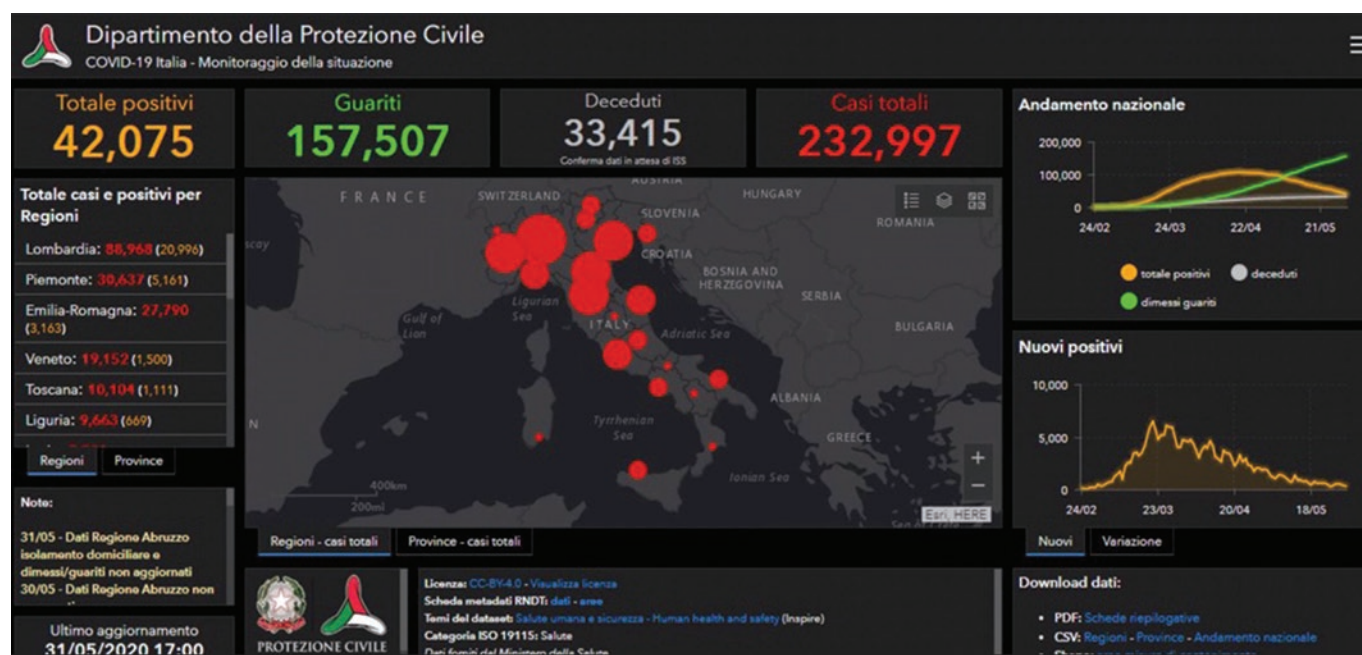 Dipartimento della Protezione Civile
COVID-19 Italia - Monitoraggio della situazione
Totale positivi
42,075
Guariti
157,507
Deceduti
33,415
Conferma dati in attesa di ISS
Casi totali
232,997
Totale casi e positivi per
Regioni
Lombardia: 88,968 (20,996)
Piemonte: 30,637 (5,161)
Emilia-Romagna: 27,790
(3,163)
Veneto: 19,152 (1,500)
Toscana: 10,104 (1,111)
Liguria: 9,663 (669)
Regioni
Province
Note:
31/05 - Dati Regione Abruzzo
isolamento domiciliare e
dimessi/guariti non aggiornati
30/05 - Dati Regione Abruzzo non
Ultimo aggiornamento
31/05/2020 17:00
FRANCE
SWITZERLAND
AUSTRIA
HUNGARY
SLOVENIA
ROMANIA
CROATIA
BOSNIA AND
HERZEGOVINA
SERBIA
Ligurian
Sea
Gulf of
Lion
ITALY
Adriatic Sea
BULGARIA
ALBANIA
Tyrrhenian
Sea
GREECE
Ionian Sea
400km
200mi
+
−
Esri, HERE
Regioni - casi totali
Province - casi totali
PROTEZIONE CIVILE
Licenza: CC-BY-4.0 - Visualizza licenza
Scheda metadati RNDT: dati - aree
Temi del dataset: Salute umana e sicurezza - Human health and safety (Inspire)
Categoria ISO 19115: Salute
Dati forniti dal Ministero della Salute
Andamento nazionale
200,000
100,000
0
24/02 24/03 22/04 21/05
totale positivi
deceduti
dimessi guariti
Nuovi positivi
10,000
5,000
0
24/02 23/03 20/04 18/05
Nuovi
Variazione
Download dati:
• PDF: Schede riepilogative
• CSV: Regioni - Province - Andamento nazionale